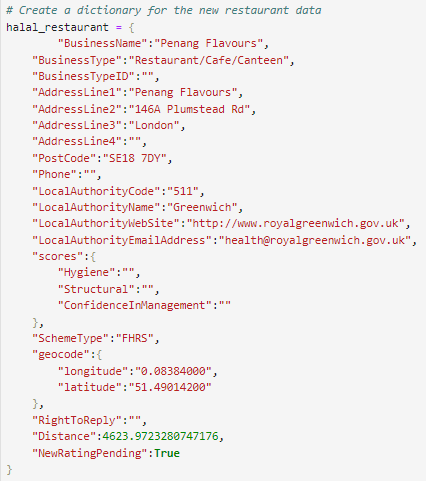 # Create a dictionary for the new restaurant data
halal_restaurant = {
        "BusinessName":"Penang Flavours",
    "BusinessType":"Restaurant/Cafe/Canteen",
    "BusinessTypeID":"",
    "AddressLine1":"Penang Flavours",
    "AddressLine2":"146A Plumstead Rd",
    "AddressLine3":"London",
    "AddressLine4":"",
    "PostCode":"SE18 7DY",
    "Phone":"",
    "LocalAuthorityCode":"511",
    "LocalAuthorityName":"Greenwich",
    "LocalAuthorityWebSite":"http://www.royalgreenwich.gov.uk",
    "LocalAuthorityEmailAddress":"health@royalgreenwich.gov.uk",
    "scores":{
        "Hygiene":"",
        "Structural":"",
        "ConfidenceInManagement":""
    },
    "SchemeType":"FHRS",
    "geocode":{
        "longitude":"0.08384000",
        "latitude":"51.49014200"
    },
    "RightToReply":"",
    "Distance":4623.9723280747176,
    "NewRatingPending":True
}